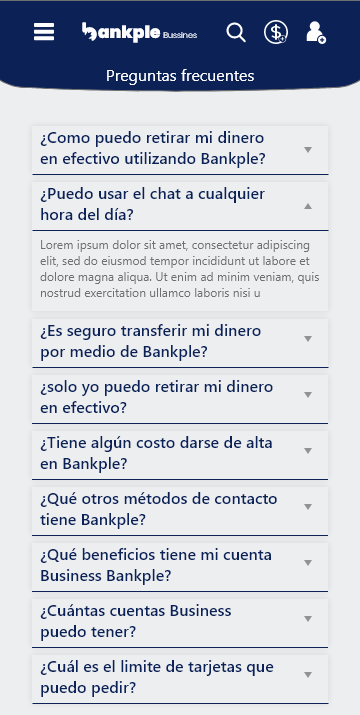 Bankple Bussines
Preguntas frecuentes
¿Como puedo retirar mi dinero
en efectivo utilizando Bankple?
¿Puedo usar el chat a cualquier
hora del día?
Lorem ipsum dolor sit amet, consectetur adipiscing
elit, sed do eiusmod tempor incididunt ut labore et
dolore magna aliqua. Ut enim ad minim veniam, quis
nostrud exercitation ullamco laboris nisi u
¿Es seguro transferir mi dinero
por medio de Bankple?
¿solo yo puedo retirar mi dinero
en efectivo?
¿Tiene algún costo darse de alta
en Bankple?
¿Qué otros métodos de contacto
tiene Bankple?
¿Qué beneficios tiene mi cuenta
Business Bankple?
¿Cuántas cuentas Business
puedo tener?
¿Cuál es el limite de tarjetas que
puedo pedir?